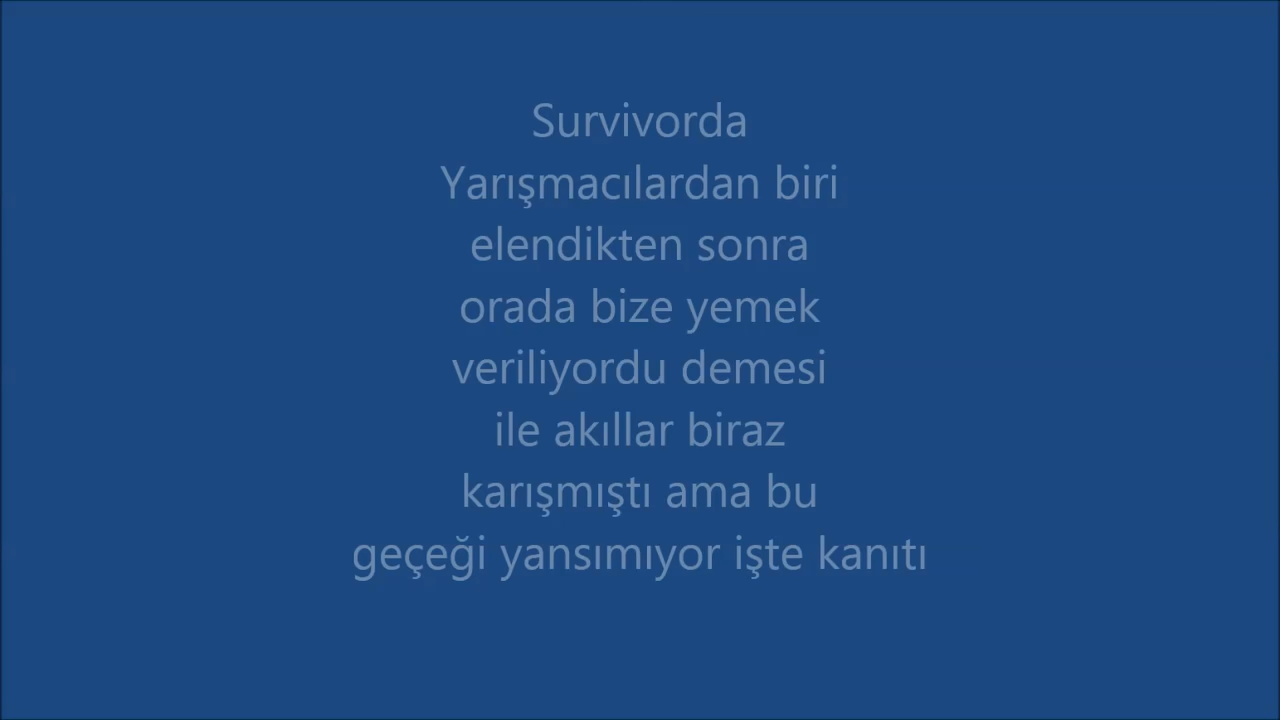 Survivorda
Yarışmacılardan biri
elendikten sonra
orada bize yemek
veriliyordu demesi
ile akıllar biraz
karışmıştı ama bu
geçeği yansımıyor işte kanıtı